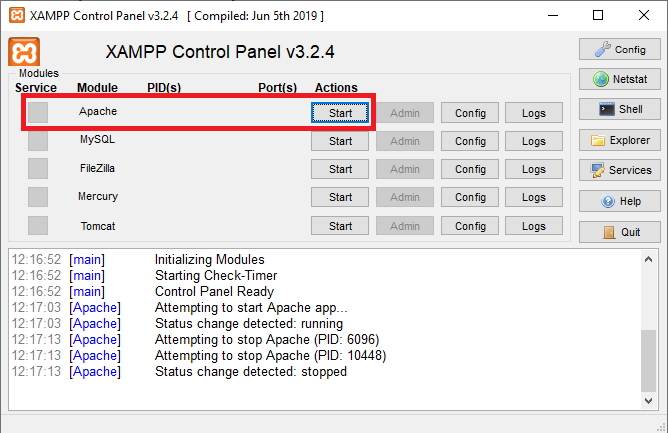 XAMPP Control Panel v3.2.4 [ Compiled: Jun 5th 2019 ]
XAMPP Control Panel v3.2.4
Config
Modules
Service Module PID(s) Port(s) Actions
Netstat
Apache Start Admin Config Logs
Shell
MySQL Start Admin Config Logs
Explorer
FileZilla Start Admin Config Logs
Services
Mercury Start Admin Config Logs
Help
Tomcat Start Admin Config Logs
Quit
12:16:52 [main] Initializing Modules
12:16:52 [main] Starting Check-Timer
12:16:52 [main] Control Panel Ready
12:17:03 [Apache] Attempting to start Apache app...
12:17:03 [Apache] Status change detected: running
12:17:13 [Apache] Attempting to stop Apache (PID: 6096)
12:17:13 [Apache] Attempting to stop Apache (PID: 10448)
12:17:13 [Apache] Status change detected: stopped